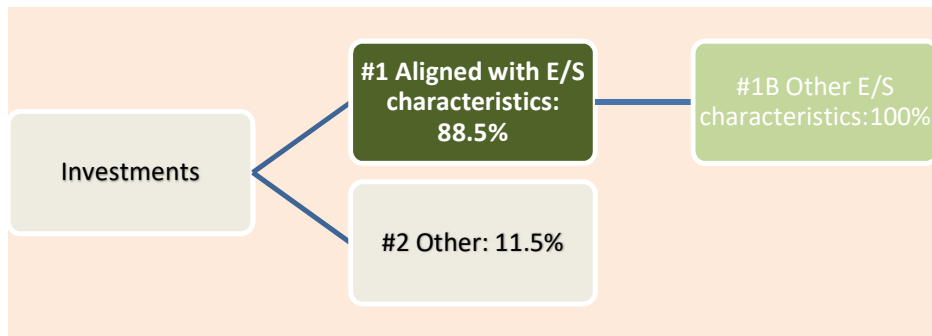 #1 Aligned with E/S
characteristics:
88.5%
#1B Other E/S
characteristics:100%
Investments
#2 Other: 11.5%